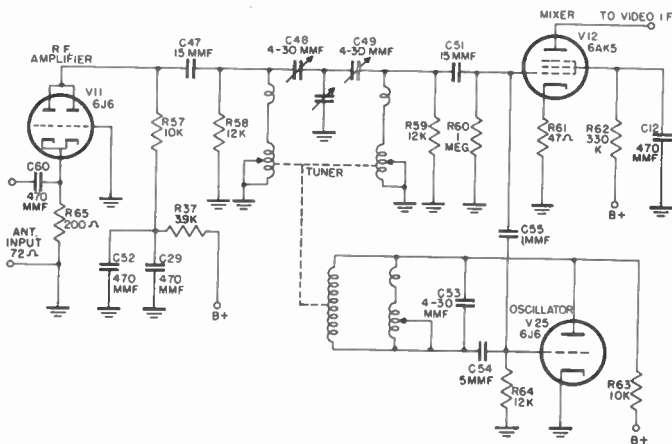 MIXER
TO VIDEO I F
R F
AMPLIFIER
V11
6J6
C47
15 MMF
C48
4-30 MMF
C49
4-30 MMF
C51
15MMF
V12
6AK5
R57
10K
R58
12K
R59
12K
R60
1
MEG
R61
47Ω
R62
330
K
C12
470
MMF
B+
C60
470
MMF
TUNER
R65
200Ω
ANT.
INPUT
72Ω
R37
3.9K
C52
470
MMF
C29
470
MMF
B+
C55
1MMF
C53
4-30
MMF
OSCILLATOR
V25
6J6
C54
5MMF
R64
12K
R63
10K
B+